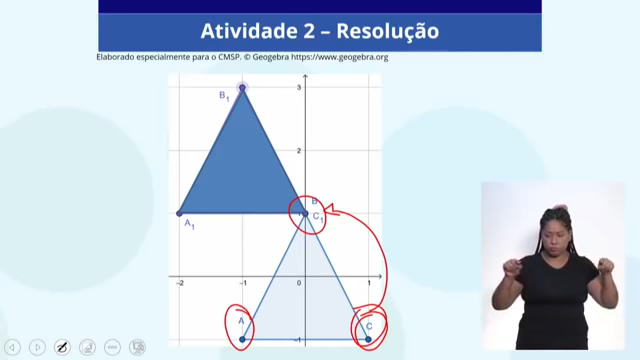 Atividade 2 – Resolução
Elaborado especialmente para o CMSP. © Geogebra https://www.geogebra.org
B1
3
2
B
A1
C1
-2
-1
0
1
A
C
-1